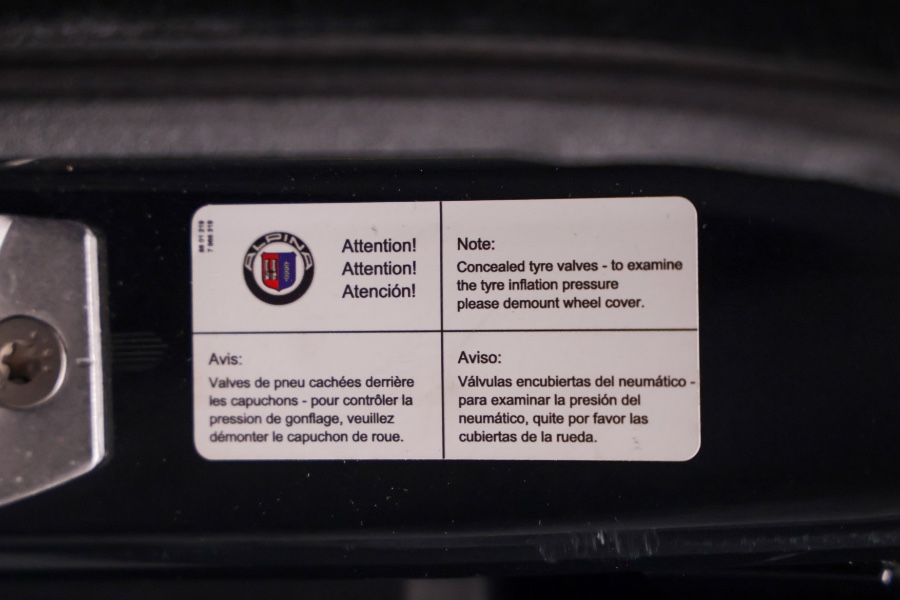 ALPINA
Attention!
Attention!
Atención!
Note:
Concealed tyre valves - to examine
the tyre inflation pressure
please demount wheel cover.
Avis:
Valves de pneu cachées derrière
les capuchons - pour contrôler la
pression de gonflage, veuillez
démonter le capuchon de roue.
Aviso:
Válvulas encubiertas del neumático -
para examinar la presión del
neumático, quite por favor las
cubiertas de la rueda.